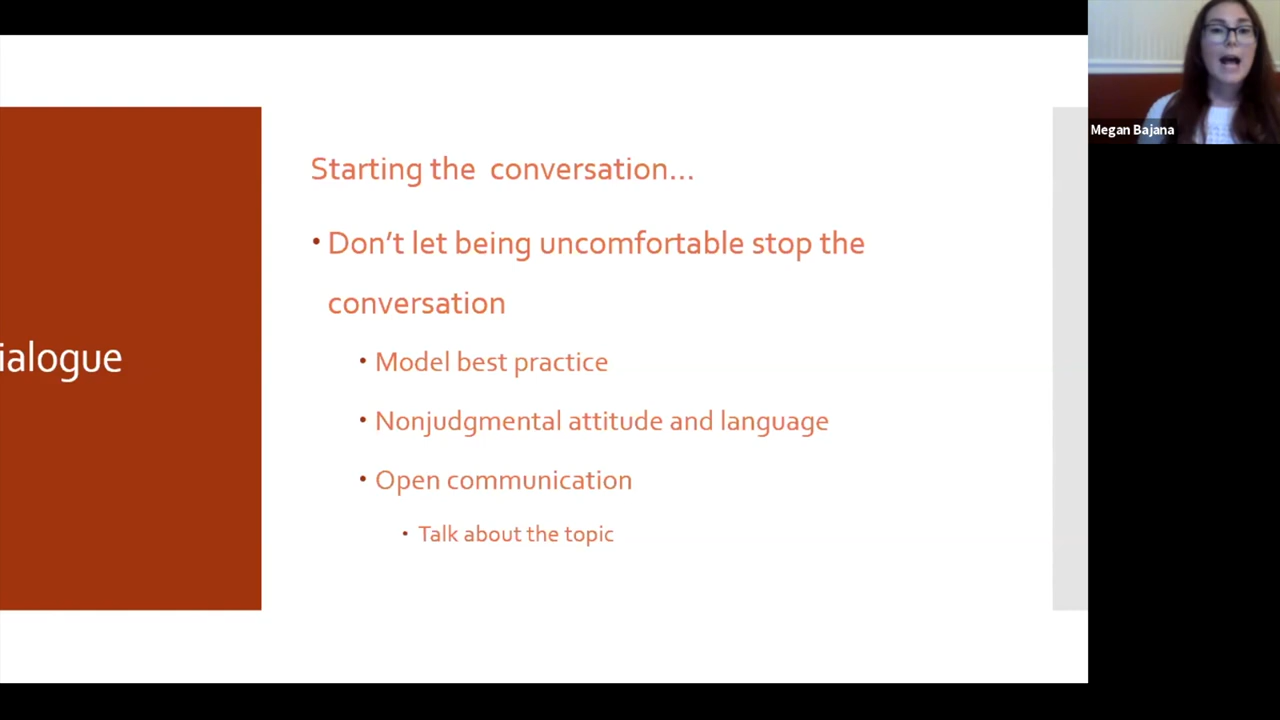 ialogue
Starting the conversation...
• Don't let being uncomfortable stop the
conversation
• Model best practice
• Nonjudgmental attitude and language
• Open communication
• Talk about the topic
Megan Bajana